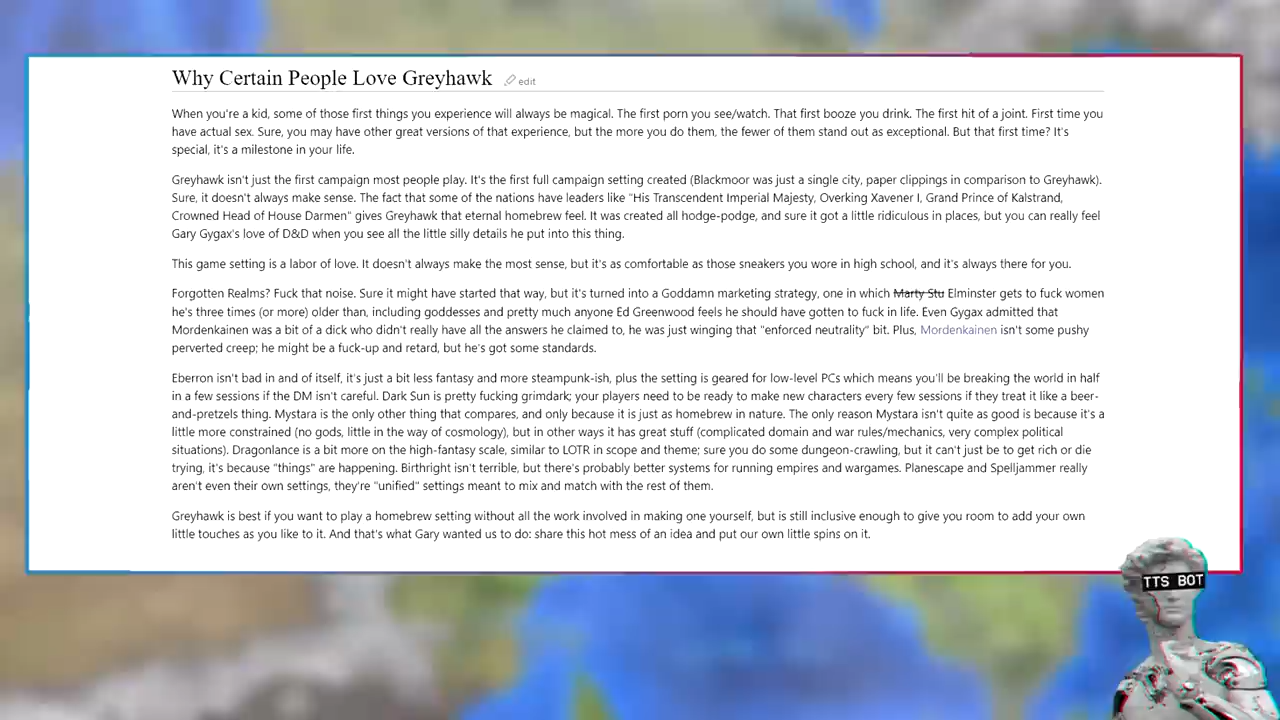 Why Certain People Love Greyhawk edit
When you're a kid, some of those first things you experience will always be magical. The first porn you see/watch. That first booze you drink. The first hit of a joint. First time you
have actual sex. Sure, you may have other great versions of that experience, but the more you do them, the fewer of them stand out as exceptional. But that first time? It's
special, it's a milestone in your life.
Greyhawk isn't just the first campaign most people play. It's the first full campaign setting created (Blackmoor was just a single city, paper clippings in comparison to Greyhawk).
Sure, it doesn't always make sense. The fact that some of the nations have leaders like "His Transcendent Imperial Majesty, Overking Xavener I, Grand Prince of Kalstrand,
Crowned Head of House Darmen" gives Greyhawk that eternal homebrew feel. It was created all hodge-podge, and sure it got a little ridiculous in places, but you can really feel
Gary Gygax's love of D&D when you see all the little silly details he put into this thing.
This game setting is a labor of love. It doesn't always make the most sense, but it's as comfortable as those sneakers you wore in high school, and it's always there for you.
Forgotten Realms? Fuck that noise. Sure it might have started that way, but it's turned into a Goddamn marketing strategy, one in which Marty Stu Elminster gets to fuck women
he's three times (or more) older than, including goddesses and pretty much anyone Ed Greenwood feels he should have gotten to fuck in life. Even Gygax admitted that
Mordenkainen was a bit of a dick who didn't really have all the answers he claimed to, he was just winging that "enforced neutrality" bit. Plus, Mordenkainen isn't some pushy
perverted creep; he might be a fuck-up and retard, but he's got some standards.
Eberron isn't bad in and of itself, it's just a bit less fantasy and more steampunk-ish, plus the setting is geared for low-level PCs which means you'll be breaking the world in half
in a few sessions if the DM isn't careful. Dark Sun is pretty fucking grimdark; your players need to be ready to make new characters every few sessions if they treat it like a beer-
and-pretzels thing. Mystara is the only other thing that compares, and only because it is just as homebrew in nature. The only reason Mystara isn't quite as good is because it's a
little more constrained (no gods, little in the way of cosmology), but in other ways it has great stuff (complicated domain and war rules/mechanics, very complex political
situations). Dragonlance is a bit more on the high-fantasy scale, similar to LOTR in scope and theme; sure you do some dungeon-crawling, but it can't just be to get rich or die
trying, it's because "things" are happening. Birthright isn't terrible, but there's probably better systems for running empires and wargames. Planescape and Spelljammer really
aren't even their own settings, they're "unified" settings meant to mix and match with the rest of them.
Greyhawk is best if you want to play a homebrew setting without all the work involved in making one yourself, but is still inclusive enough to give you room to add your own
little touches as you like to it. And that's what Gary wanted us to do: share this hot mess of an idea and put our own little spins on it.
TTS BOT